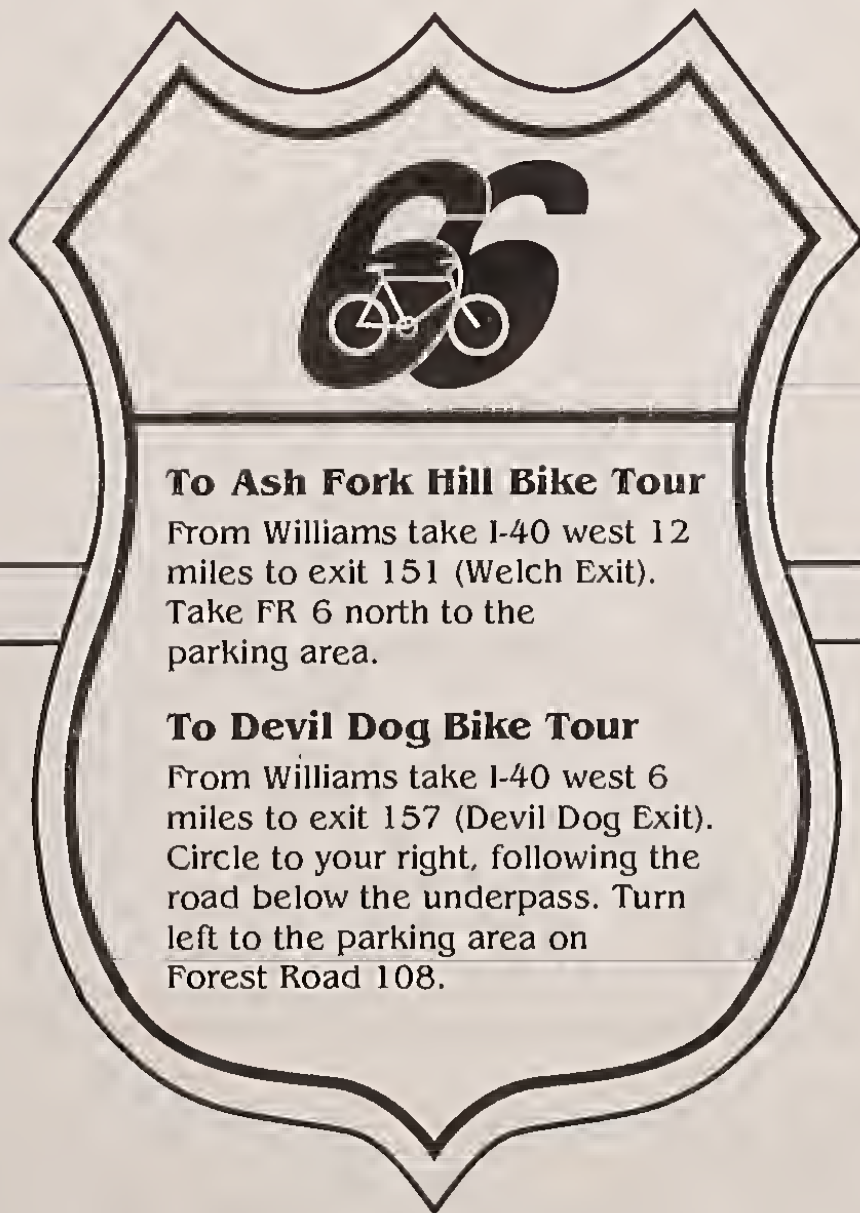 66
To Ash Fork Hill Bike Tour
From Williams take I-40 west 12
miles to exit 151 (Welch Exit).
Take FR 6 north to the
parking area.
To Devil Dog Bike Tour
From Williams take I-40 west 6
miles to exit 157 (Devil Dog Exit).
Circle to your right, following the
road below the underpass. Turn
left to the parking area on
Forest Road 108.